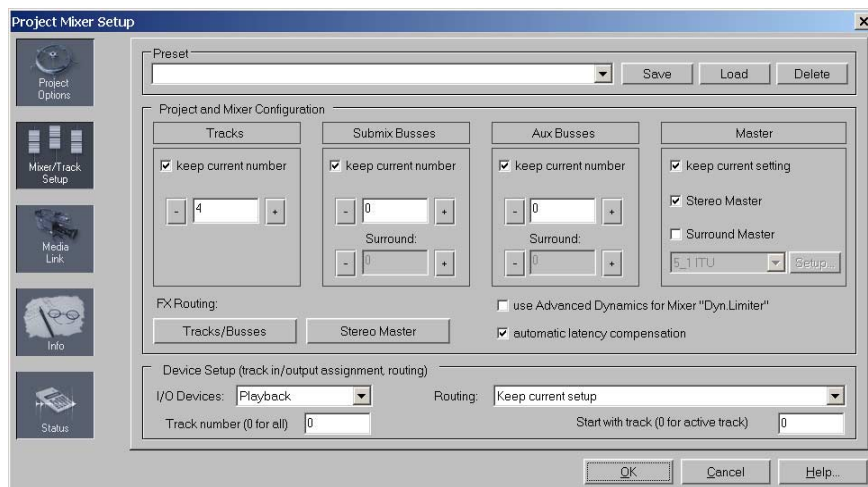 Project Mixer Setup
Project
Options
Mixer/Track
Setup
Media
Link
Info
Status
Preset
Save Load Delete
Project and Mixer Configuration
Tracks Submix Busses Aux Busses Master
keep current number keep current number keep current number keep current setting
- 4 + - 0 + - 0 + Stereo Master
Surround: Surround: Surround Master
- 0 + - 0 + 5_1 ITU Setup...
FX Routing: use Advanced Dynamics for Mixer "Dyn.Limiter"
Tracks/Busses Stereo Master automatic latency compensation
Device Setup (track in/output assignment, routing)
I/O Devices: Playback Routing: Keep current setup
Track number (0 for all) 0 Start with track (0 for active track) 0
OK Cancel Help...